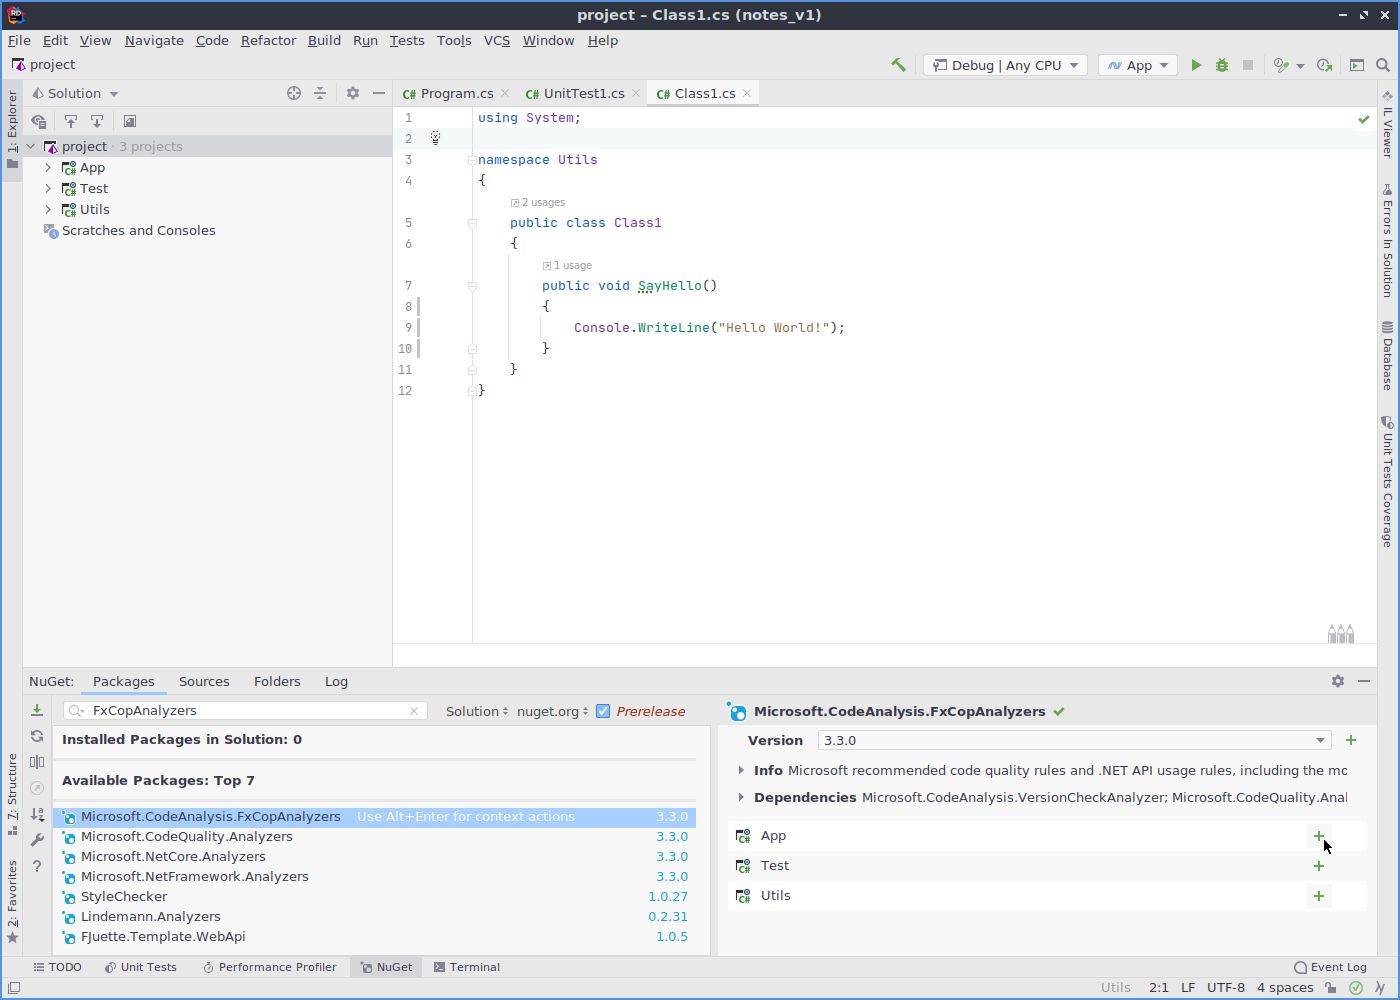 project – Class1.cs (notes_v1)
File Edit View Navigate Code Refactor Build Run Tests Tools VCS Window Help
project
Debug | Any CPU
App
1: Explorer
Solution
project · 3 projects
App
Test
Utils
Scratches and Consoles
Program.cs
UnitTest1.cs
Class1.cs
1 using System;
2
3 namespace Utils
4 {
2 usages
5 public class Class1
6 {
1 usage
7 public void SayHello()
8 {
9 Console.WriteLine("Hello World!");
10 }
11 }
12 }
IL Viewer
Errors In Solution
Database
Unit Tests Coverage
7: Structure
2: Favorites
NuGet: Packages Sources Folders Log
FxCopAnalyzers
Solution nuget.org Prerelease
Installed Packages in Solution: 0
Available Packages: Top 7
Microsoft.CodeAnalysis.FxCopAnalyzers Use Alt+Enter for context actions 3.3.0
Microsoft.CodeQuality.Analyzers 3.3.0
Microsoft.NetCore.Analyzers 3.3.0
Microsoft.NetFramework.Analyzers 3.3.0
StyleChecker 1.0.27
Lindemann.Analyzers 0.2.31
FJuette.Template.WebApi 1.0.5
Microsoft.CodeAnalysis.FxCopAnalyzers
Version 3.3.0
Info Microsoft recommended code quality rules and .NET API usage rules, including the mo
Dependencies Microsoft.CodeAnalysis.VersionCheckAnalyzer; Microsoft.CodeQuality.Anal
App
Test
Utils
TODO Unit Tests Performance Profiler NuGet Terminal Event Log
Utils 2:1 LF UTF-8 4 spaces